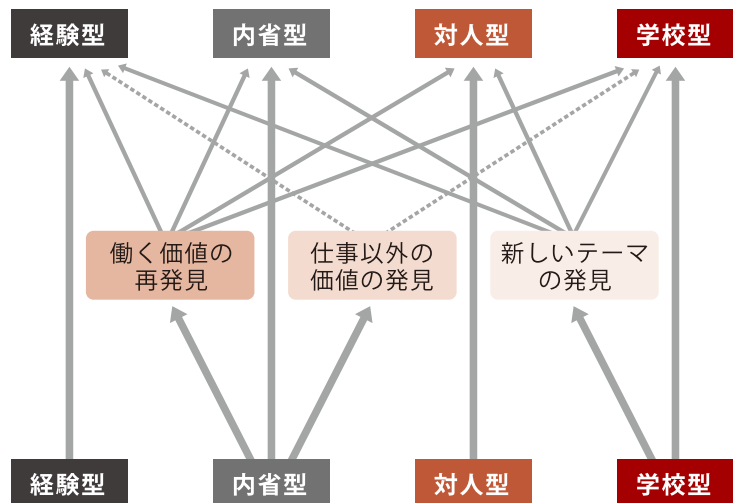 経験型
内省型
対人型
学校型
働く価値の
再発見
仕事以外の
価値の発見
新しいテーマ
の発見
経験型
内省型
対人型
学校型